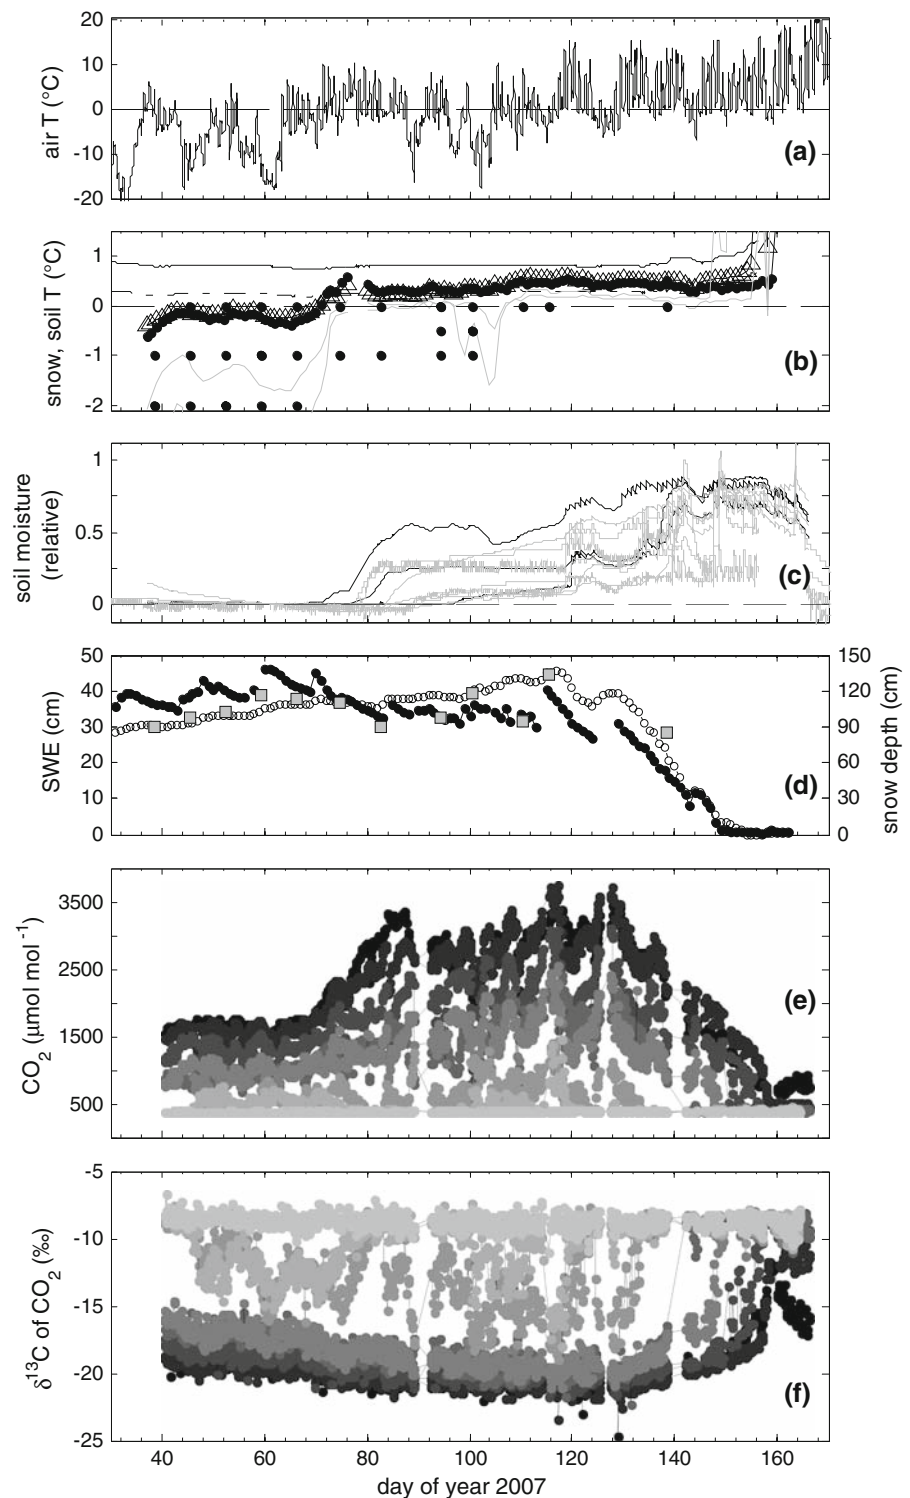 20
10
0
-10
-20
air T (°C)
(a)
1
0
-1
-2
snow, soil T (°C)
(b)
1
0.5
0
soil moisture
(relative)
(c)
50
40
30
20
10
0
SWE (cm)
150
120
90
60
30
0
snow depth (cm)
(d)
3500
2500
1500
500
CO2 (μmol mol -1)
(e)
-5
-10
-15
-20
-25
δ13C of CO2 (‰)
(f)
40 60 80 100 120 140 160
day of year 2007